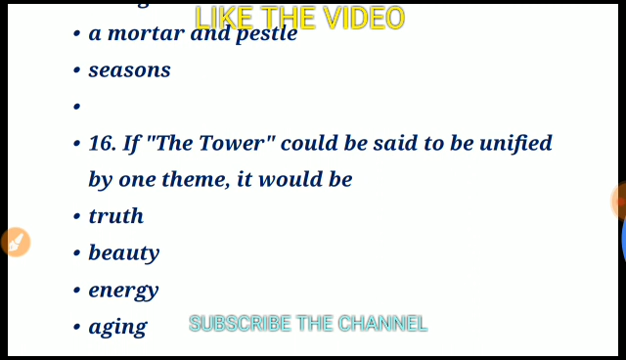 LIKE THE VIDEO
• a mortar and pestle
• seasons
•
• 16. If "The Tower" could be said to be unified
by one theme, it would be
• truth
• beauty
• energy
• aging
SUBSCRIBE THE CHANNEL